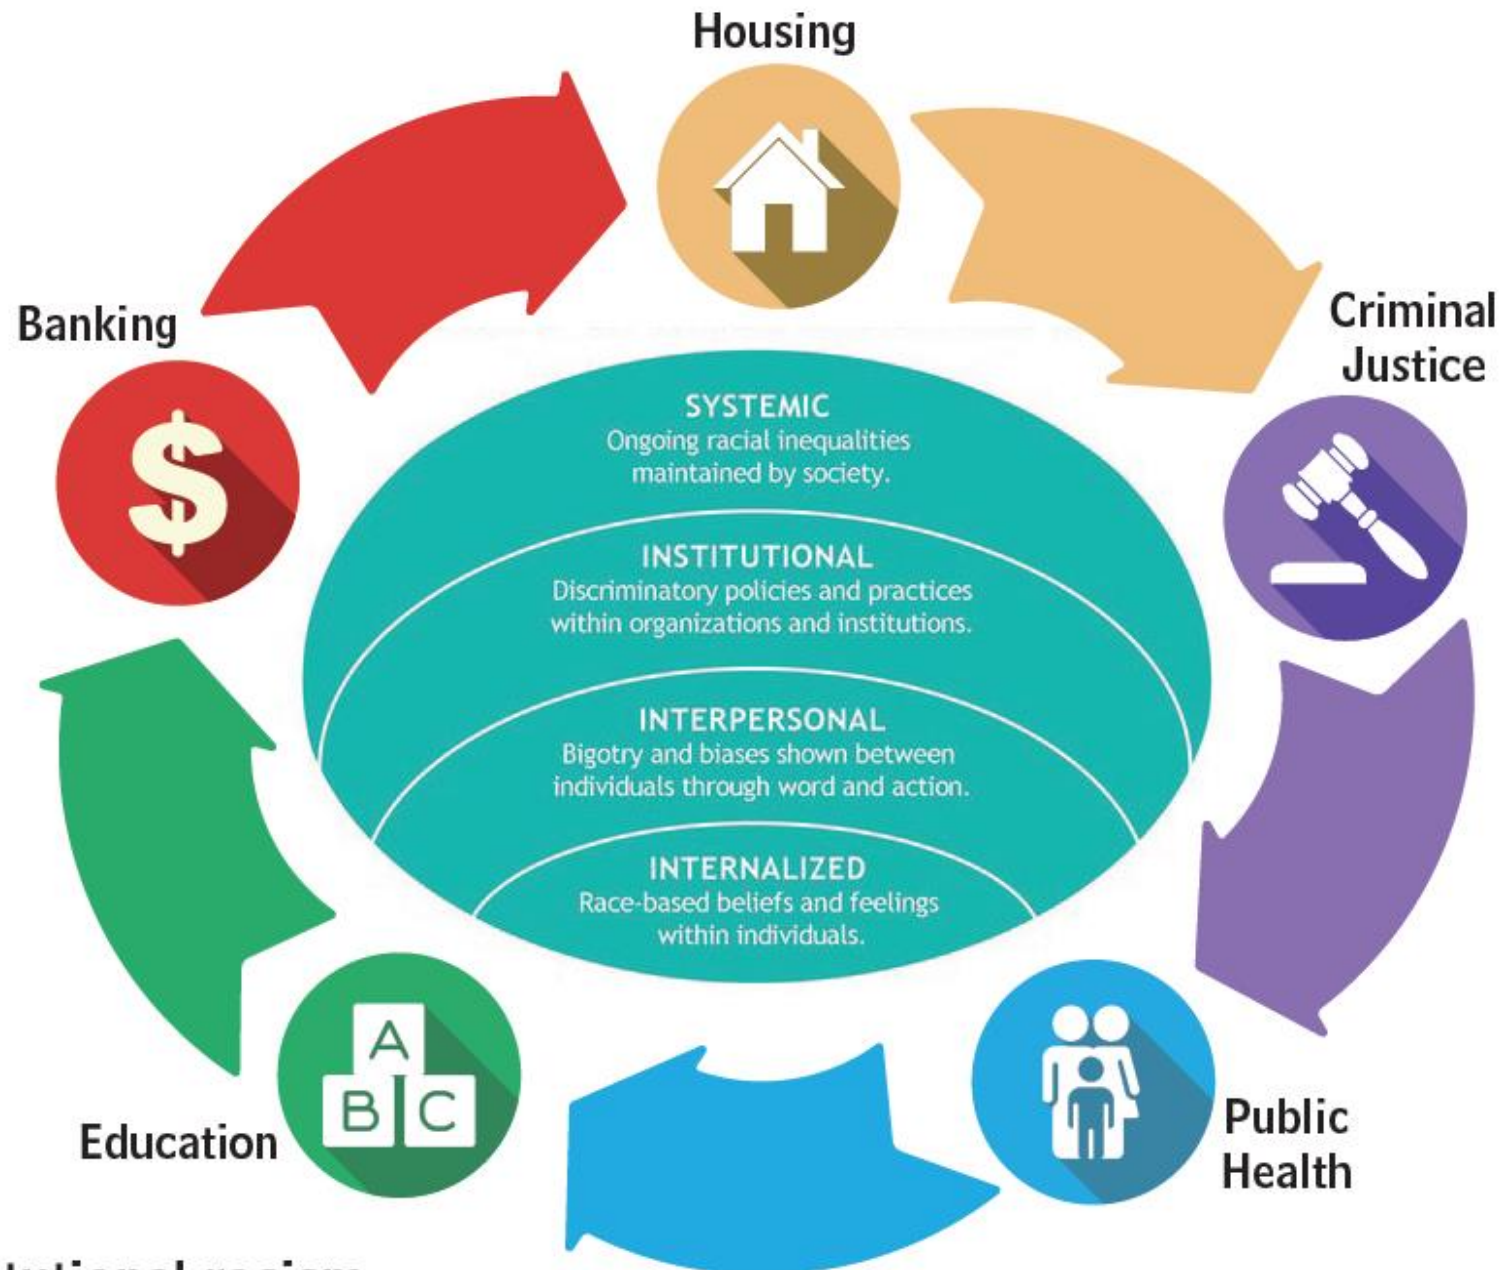 Housing
Banking
Criminal
Justice
$
SYSTEMIC
Ongoing racial inequalities
maintained by society.
INSTITUTIONAL
Discriminatory policies and practices
within organizations and institutions.
INTERPERSONAL
Bigotry and biases shown between
individuals through word and action.
INTERNALIZED
Race-based beliefs and feelings
within individuals.
A
B C
Education
Public
Health